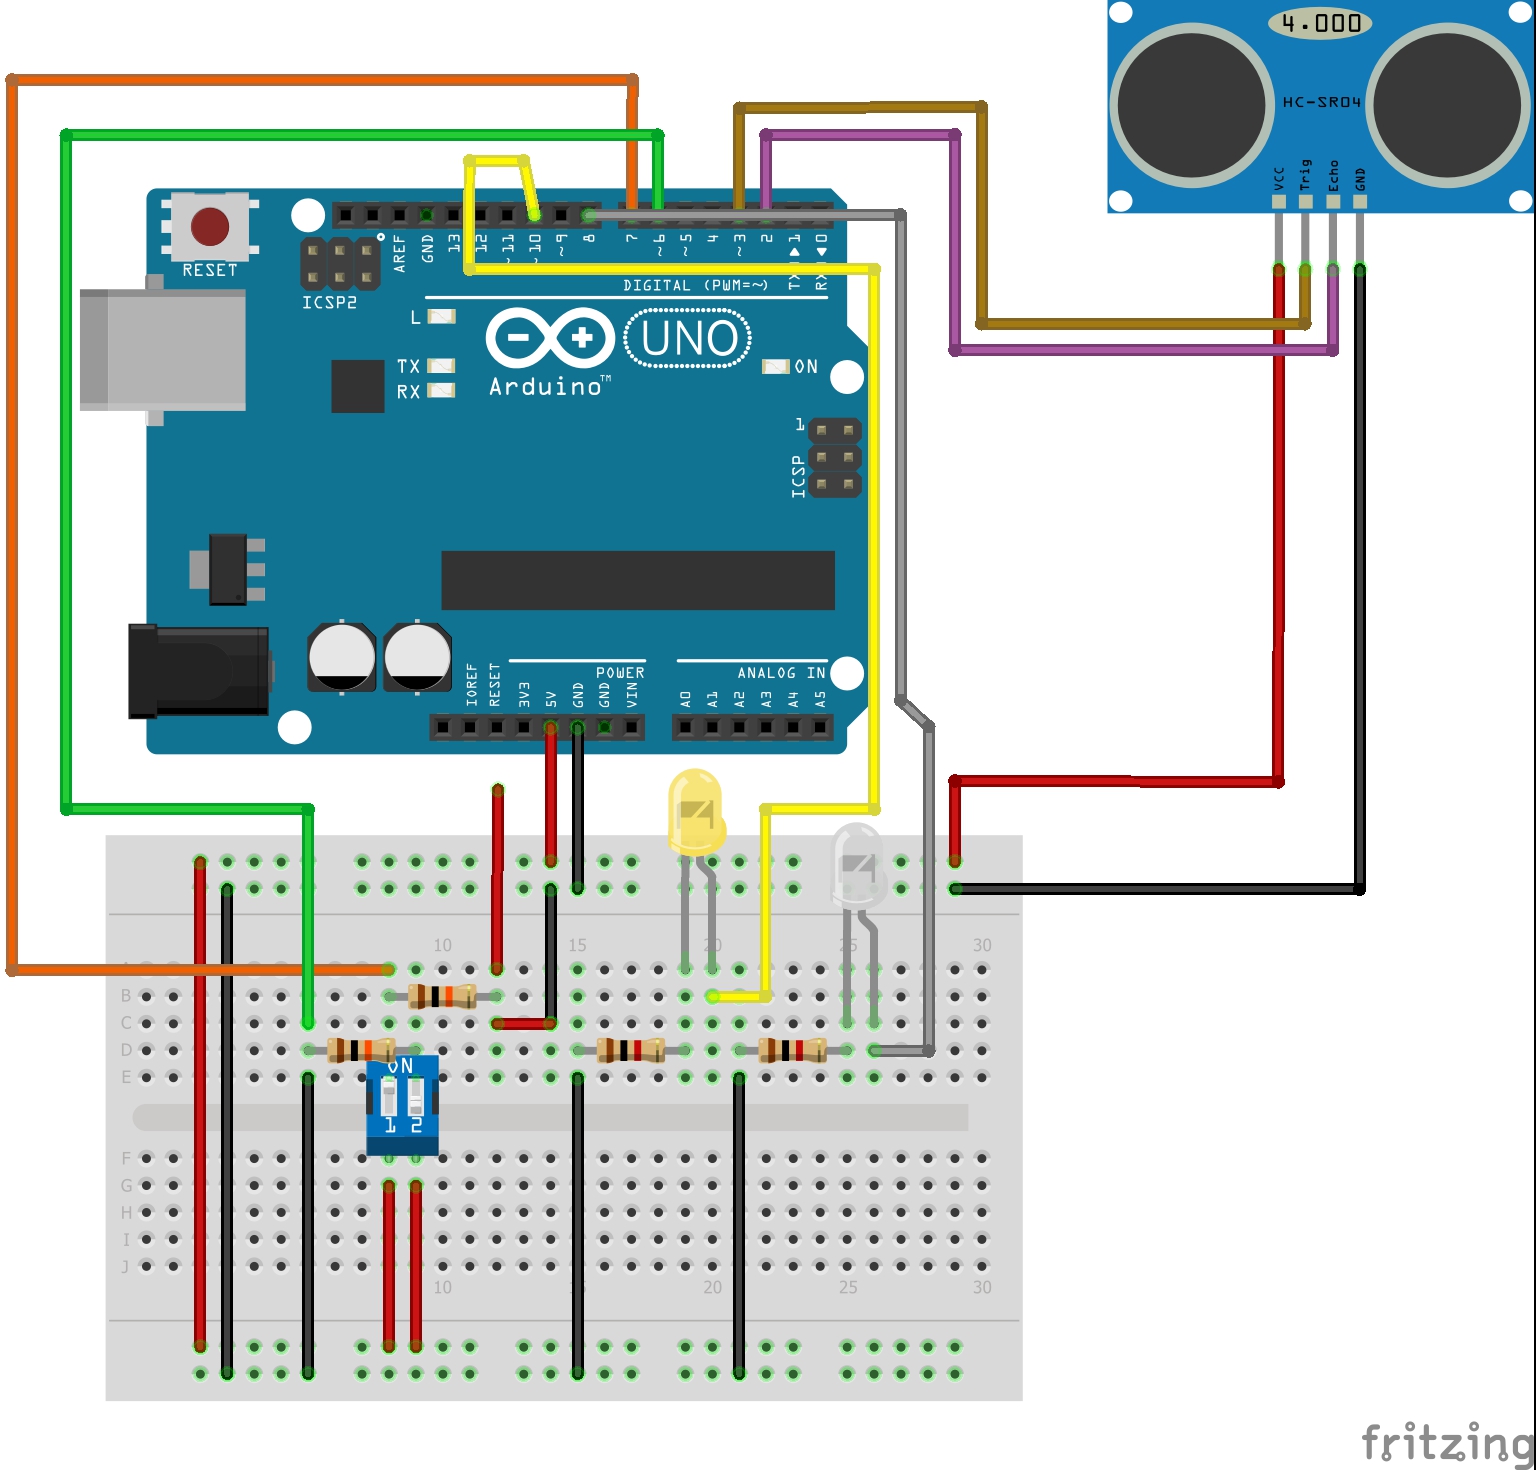 4.000
HC-SR04
VCC
Trig
Echo
GND
RESET
ICSP2
AREF
GND
13
12
~11
~10
~9
8
7
~6
~5
4
~3
2
TX▶1
RX◀0
DIGITAL (PWM=~)
L
TX
RX
UNO
Arduino™
ON
1
ICSP
IOREF
RESET
3V3
5V
GND
GND
VIN
POWER
ANALOG IN
A0
A1
A2
A3
A4
A5
10
15
20
25
30
B
C
D
E
ON
1 2
F
G
H
I
J
10
20
25
30
fritzing